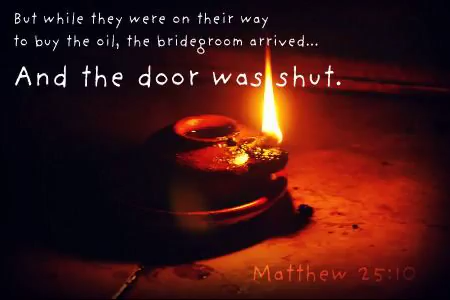 But while they were on their way
to buy the oil, the bridegroom arrived...
And the door was shut.
Matthew 25:10